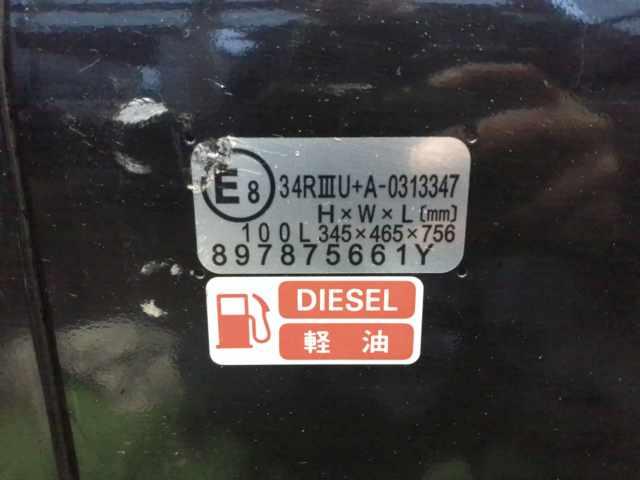 E8 34RⅢU+A-0313347
H×W×L [mm]
100L 345×465×756
897875661Y
DIESEL
軽 油